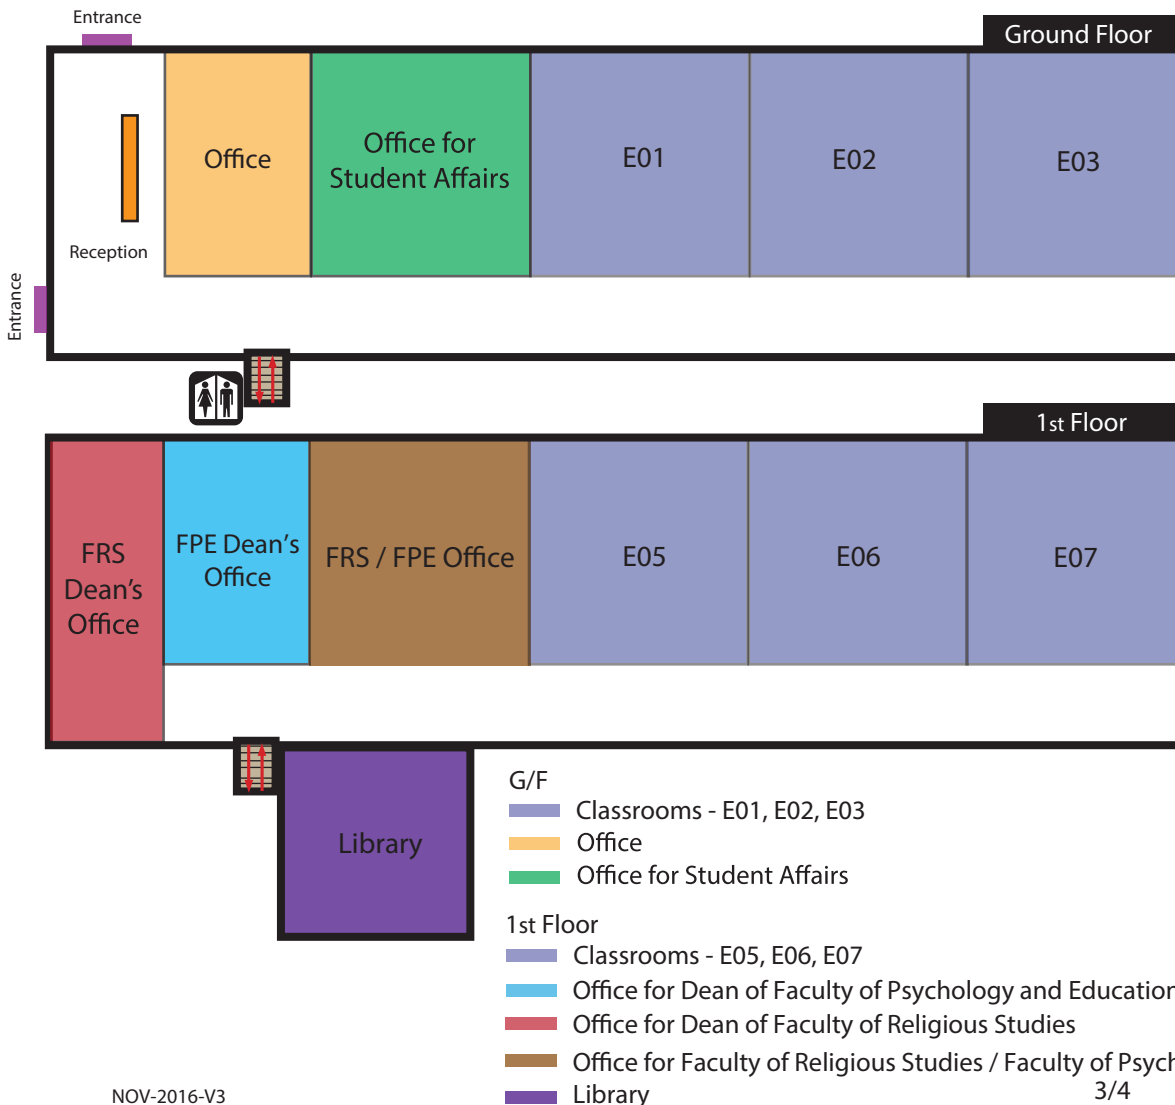 Entrance
Ground Floor
Office
Office for
Student Affairs
E01
E02
E03
Reception
Entrance
1st Floor
FRS
Dean's
Office
FPE Dean's
Office
FRS / FPE Office
E05
E06
E07
Library
G/F
Classrooms - E01, E02, E03
Office
Office for Student Affairs
1st Floor
Classrooms - E05, E06, E07
Office for Dean of Faculty of Psychology and Education
Office for Dean of Faculty of Religious Studies
Office for Faculty of Religious Studies / Faculty of Psych
Library
NOV-2016-V3
3/4